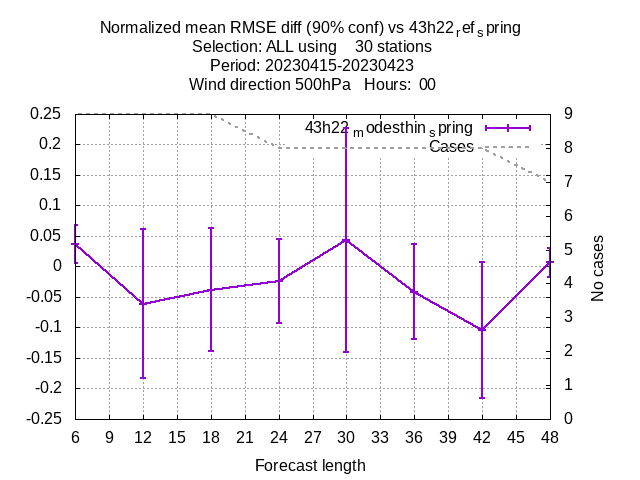 Normalized mean RMSE diff (90% conf) vs 43h22refspring
Selection: ALL using 30 stations
Period: 20230415-20230423
Wind direction 500hPa Hours: 00
43h22modesthinspring
Cases
0.25
0.2
0.15
0.1
0.05
0
-0.05
-0.1
-0.15
-0.2
-0.25
9
8
7
6
5
4
3
2
1
0
No cases
6 9 12 15 18 21 24 27 30 33 36 39 42 45 48
Forecast length